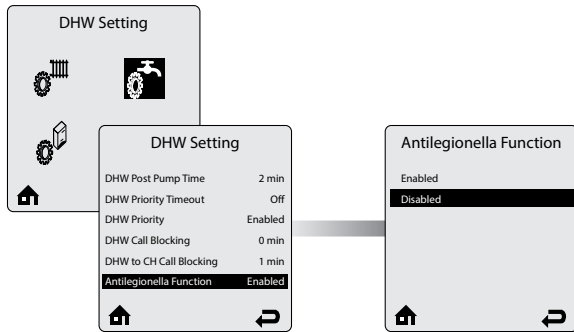 DHW Setting
DHW Setting
DHW Post Pump Time 2 min
DHW Priority Timeout Off
DHW Priority Enabled
DHW Call Blocking 0 min
DHW to CH Call Blocking 1 min
Antilegionella Function Enabled
Antilegionella Function
Enabled
Disabled